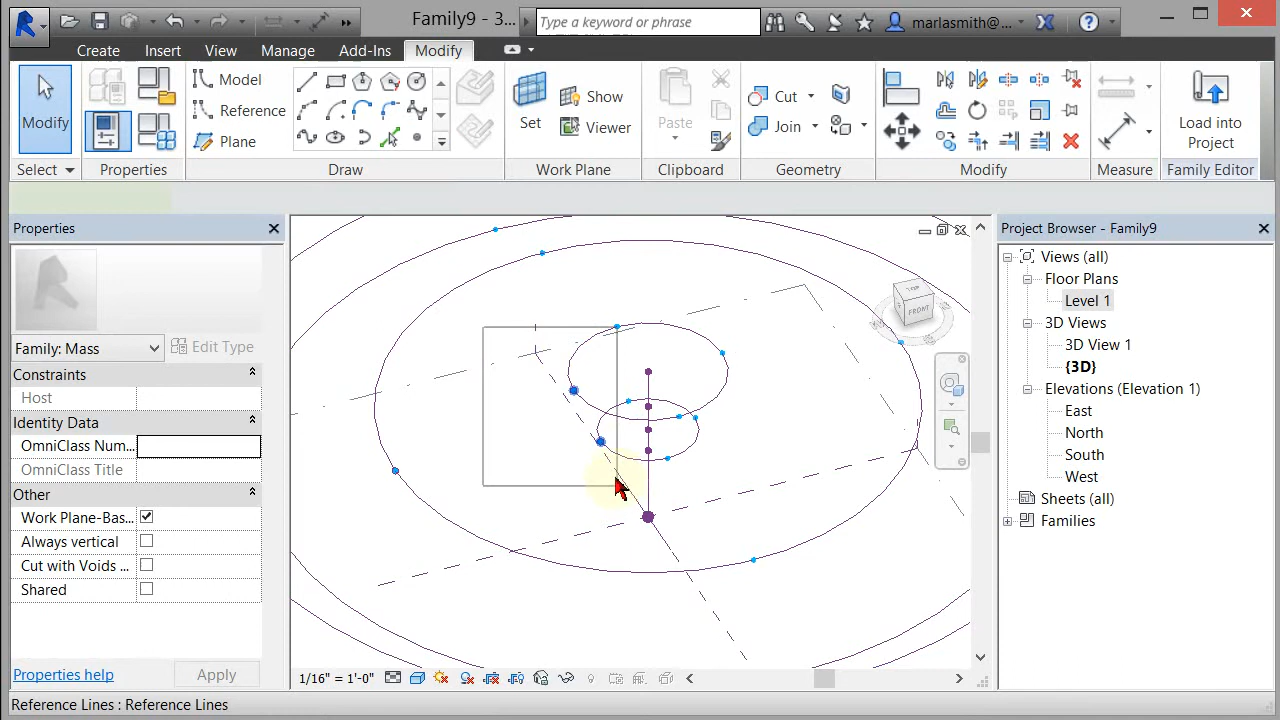 Family9 - 3...
Type a keyword or phrase
marlasmith@...
Create Insert View Manage Add-Ins Modify
Modify
Model
Reference
Plane
Set
Show
Viewer
Paste
Cut
Join
Load into
Project
Select
Properties
Draw
Work Plane
Clipboard
Geometry
Modify
Measure
Family Editor
Properties
Family: Mass
Edit Type
Constraints
Host
Identity Data
OmniClass Num...
OmniClass Title
Other
Work Plane-Bas...
Always vertical
Cut with Voids ...
Shared
Properties help
Apply
TOP
FRONT
1/16" = 1'-0"
Project Browser - Family9
Views (all)
Floor Plans
Level 1
3D Views
3D View 1
{3D}
Elevations (Elevation 1)
East
North
South
West
Sheets (all)
Families
Reference Lines : Reference Lines